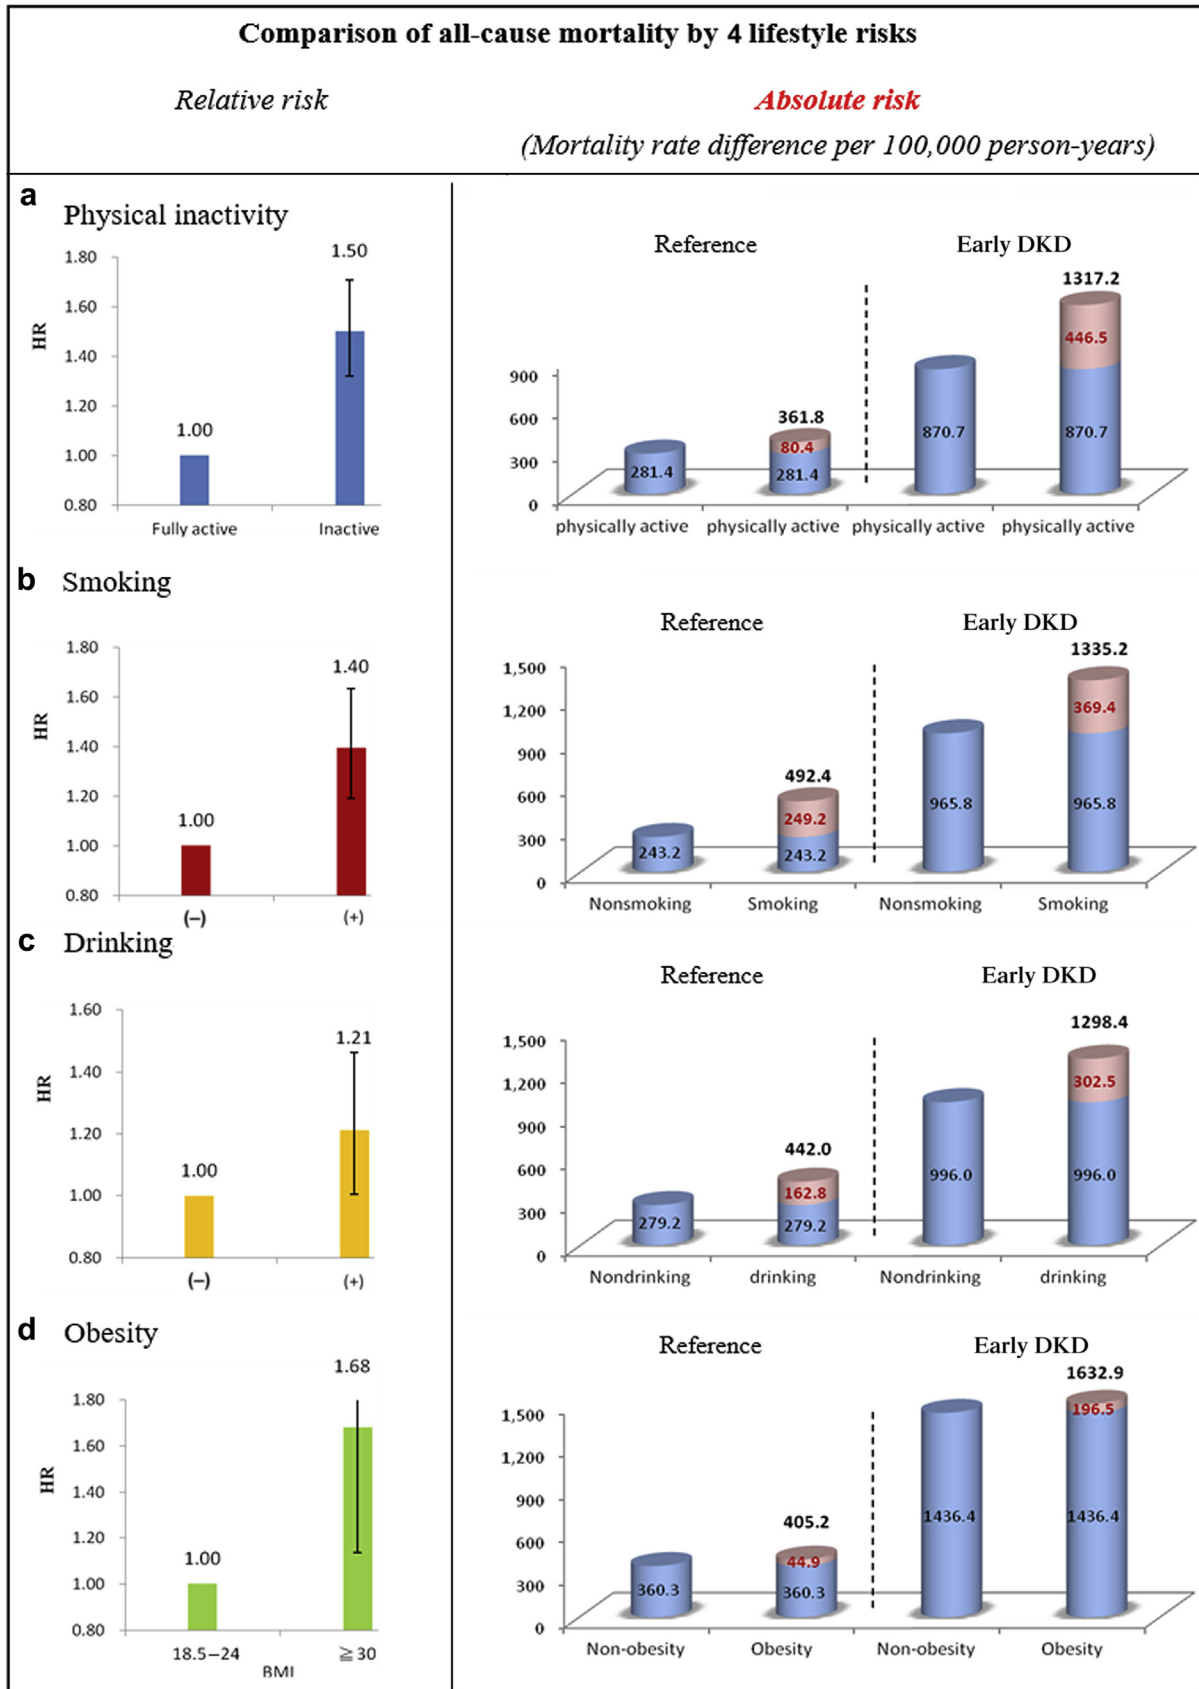 Comparison of all-cause mortality by 4 lifestyle risks
Relative risk
Absolute risk
(Mortality rate difference per 100,000 person-years)
a
Physical inactivity
HR
1.80
1.60
1.40
1.20
1.00
0.80
1.00
1.50
Fully active
Inactive
Reference
Early DKD
900
600
300
0
281.4
361.8
80.4
281.4
870.7
1317.2
446.5
870.7
physically active
physically active
physically active
physically active
b
Smoking
HR
1.80
1.60
1.40
1.20
1.00
0.80
1.00
1.40
(–)
(+)
Reference
Early DKD
1,500
1,200
900
600
300
0
243.2
492.4
249.2
243.2
965.8
1335.2
369.4
965.8
Nonsmoking
Smoking
Nonsmoking
Smoking
c
Drinking
HR
1.60
1.40
1.20
1.00
0.80
1.00
1.21
(–)
(+)
Reference
Early DKD
1,500
1,200
900
600
300
0
279.2
442.0
162.8
279.2
996.0
1298.4
302.5
996.0
Nondrinking
drinking
Nondrinking
drinking
d
Obesity
HR
1.80
1.60
1.40
1.20
1.00
0.80
1.00
1.68
18.5–24
≧30
BMI
Reference
Early DKD
1,500
1,200
900
600
300
0
360.3
405.2
44.9
360.3
1436.4
1632.9
196.5
1436.4
Non-obesity
Obesity
Non-obesity
Obesity